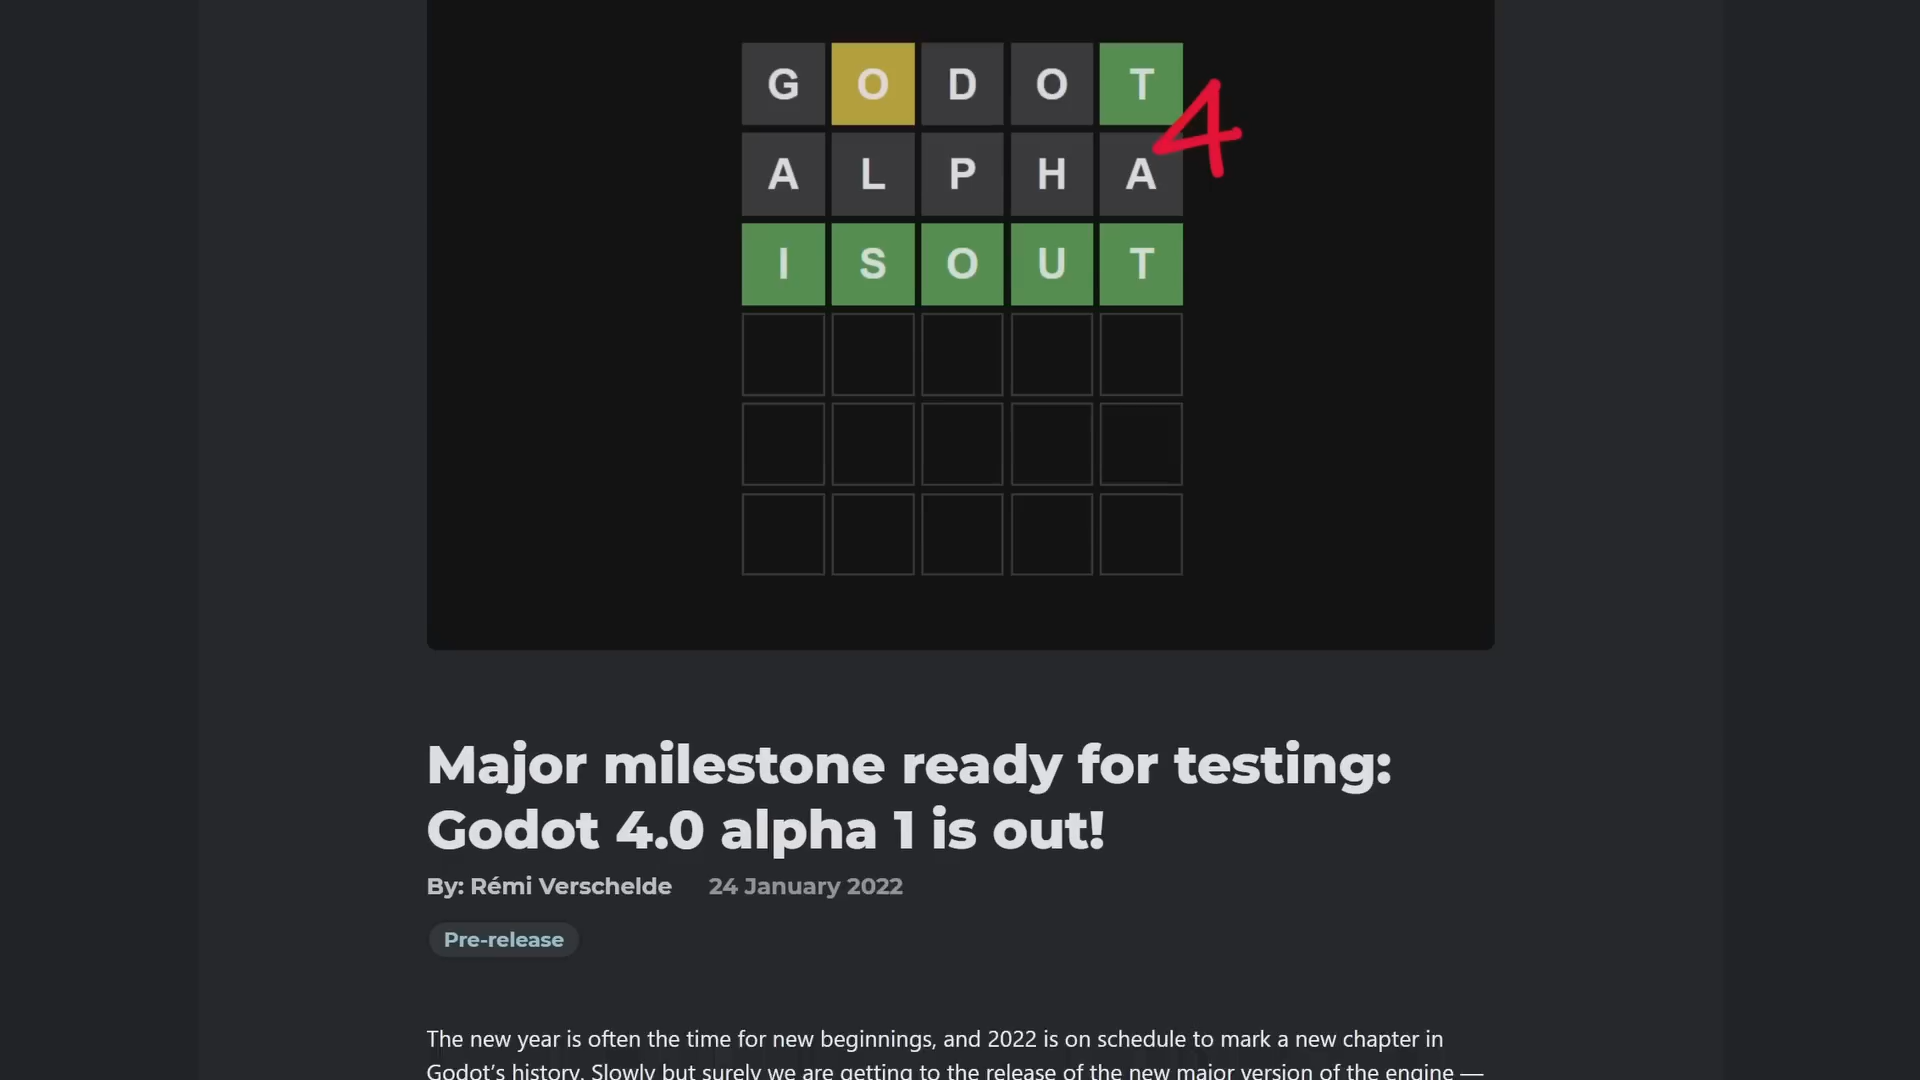 GODOT
4
ALPHA
ISOUT
Major milestone ready for testing:
Godot 4.0 alpha 1 is out!
By: Rémi Verschelde 24 January 2022
Pre-release
The new year is often the time for new beginnings, and 2022 is on schedule to mark a new chapter in
Godot’s history. Slowly but surely we are getting to the release of the new major version of the engine —